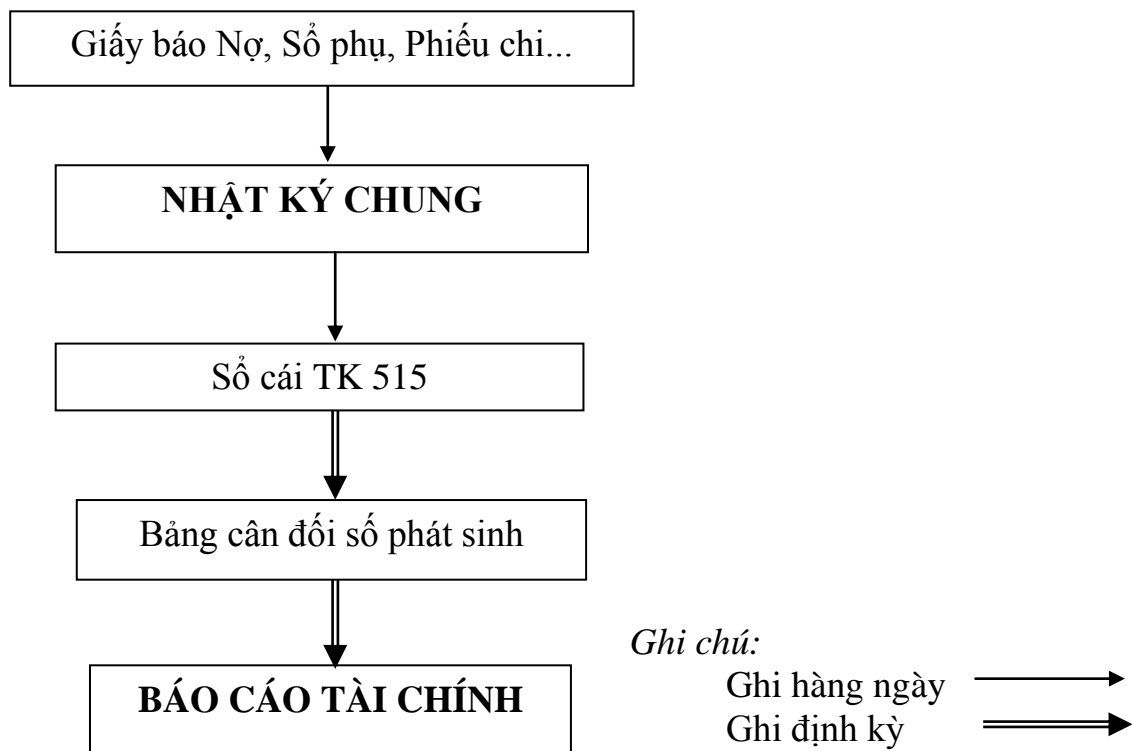 Giấy báo Nợ, Sổ phụ, Phiếu chi...
NHẬT KÝ CHUNG
Sổ cái TK 515
Bảng cân đối số phát sinh
BÁO CÁO TÀI CHÍNH
Ghi chú:
Ghi hàng ngày
Ghi định kỳ